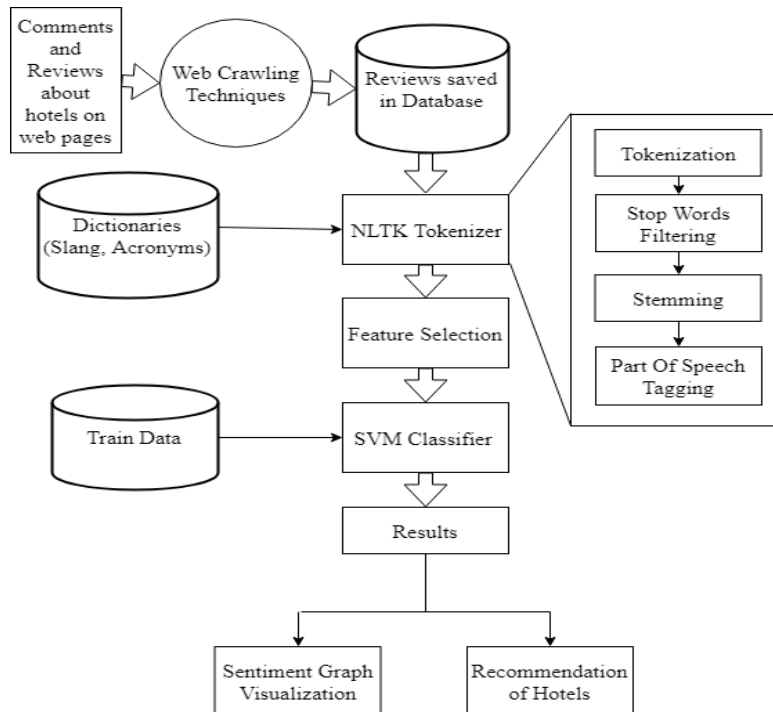 Comments
and
Reviews
about
hotels on
web pages
Web Crawling
Techniques
Reviews saved
in Database
Tokenization
Stop Words
Filtering
Stemming
Part Of Speech
Tagging
Dictionaries
(Slang, Acronyms)
NLTK Tokenizer
Feature Selection
Train Data
SVM Classifier
Results
Sentiment Graph
Visualization
Recommendation
of Hotels